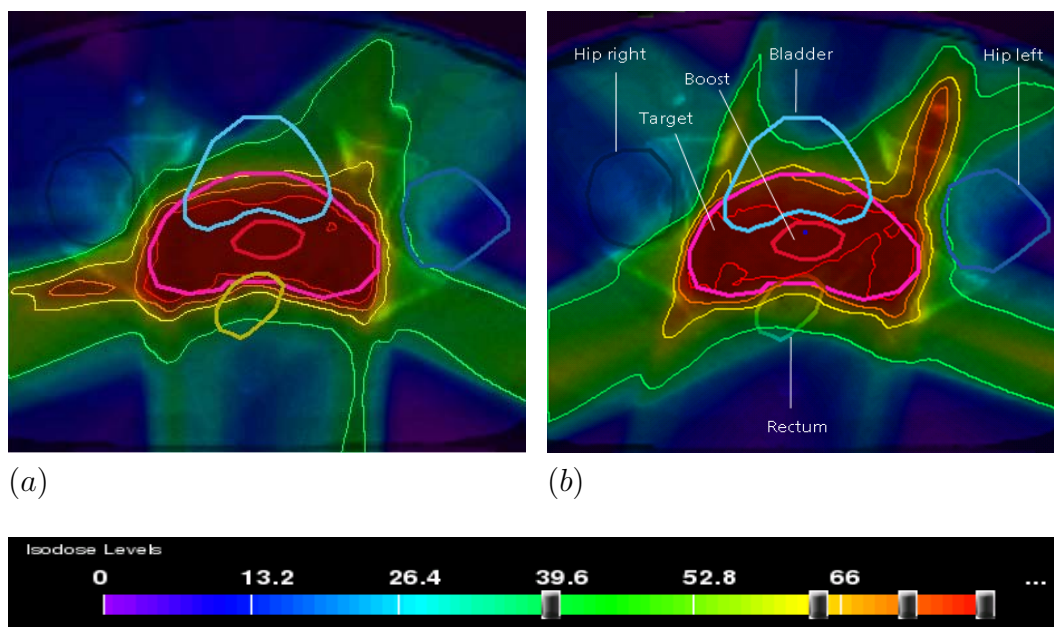 Hip right
Bladder
Hip left
Boost
Target
Rectum
(a)
(b)
Isodose Levels
0 13.2 26.4 39.6 52.8 66 ...